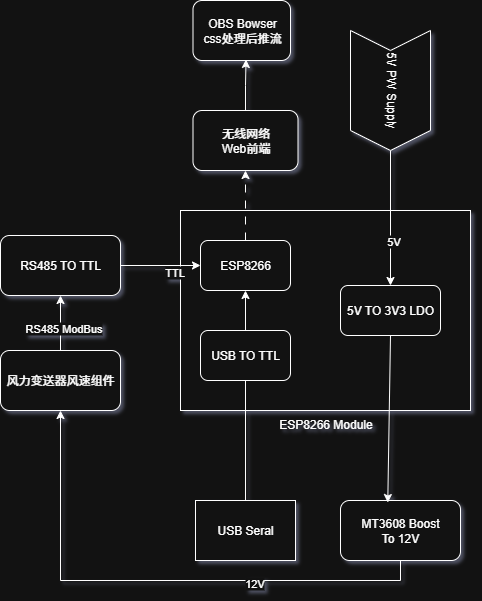 OBS Bowser
css处理后推流
5V PW Supply
无线网络
Web前端
5V
RS485 TO TTL
TTL
ESP8266
5V TO 3V3 LDO
RS485 ModBus
USB TO TTL
风力变送器风速组件
ESP8266 Module
USB Seral
MT3608 Boost
To 12V
12V